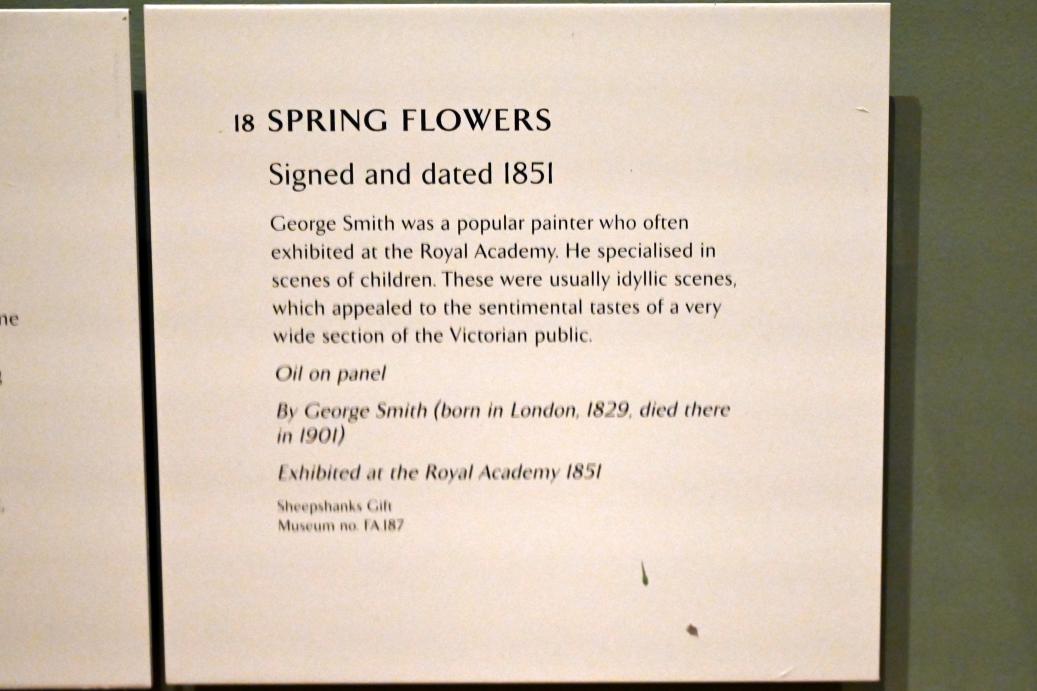 18 SPRING FLOWERS
Signed and dated 1851
George Smith was a popular painter who often
exhibited at the Royal Academy. He specialised in
scenes of children. These were usually idyllic scenes,
which appealed to the sentimental tastes of a very
wide section of the Victorian public.
Oil on panel
By George Smith (born in London, 1829, died there
in 1901)
Exhibited at the Royal Academy 1851
Sheepshanks Gift
Museum no. FA 187